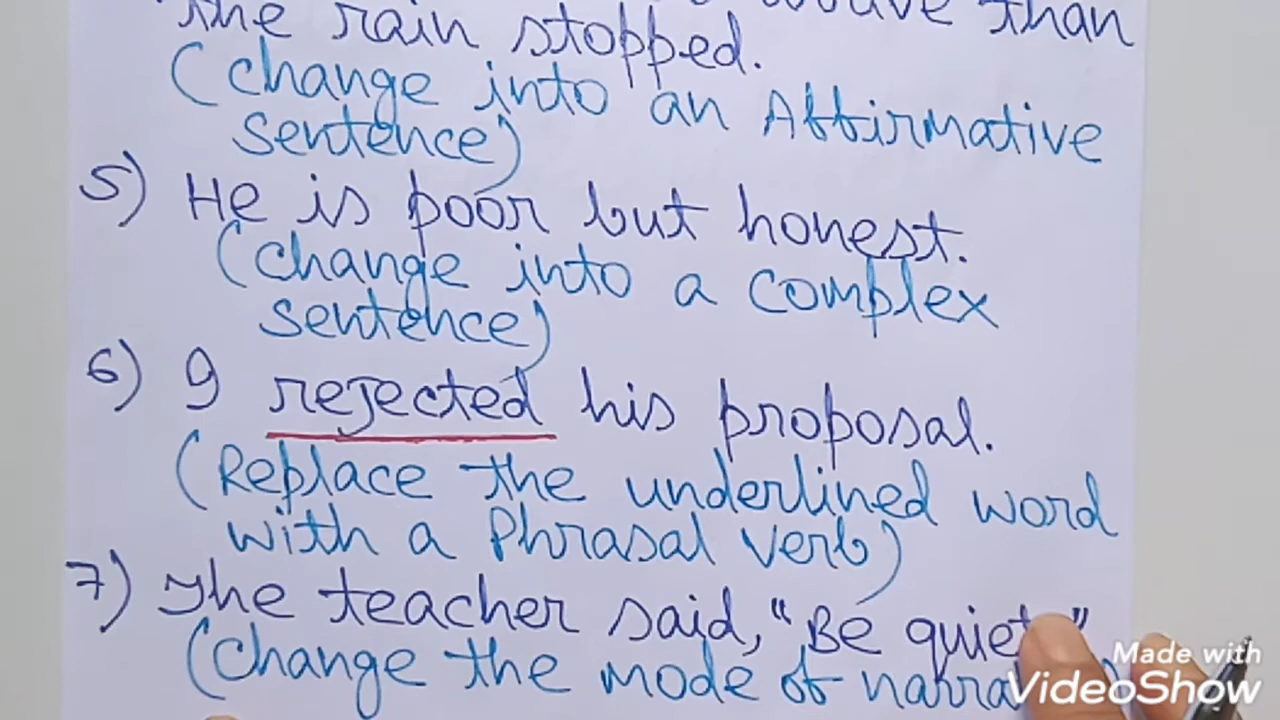 the rain stopped. than
(Change into an Affirmative
sentence)
5) He is poor but honest.
(Change into a complex
sentence)
6) I rejected his proposal.
(Replace the underlined word
with a Phrasal verb)
7) The teacher said, "Be quiet"
(Change the mode of narra
Made with
VideoShow